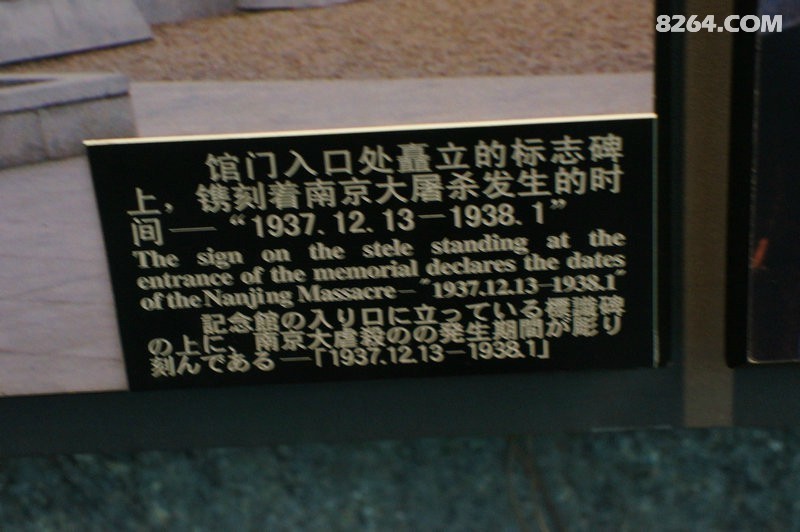 8264.COM
馆门入口处矗立的标志碑
上，镌刻着南京大屠杀发生的时
间——“1937.12.13—1938.1”
The sign on the stele standing at the
entrance of the memorial declares the dates
of the Nanjing Massacre—"1937.12.13-1938.1"
記念館の入り口に立っている標識碑
の上に、南京大虐殺のの発生期間が彫り
刻んである——「1937.12.13—1938.1」